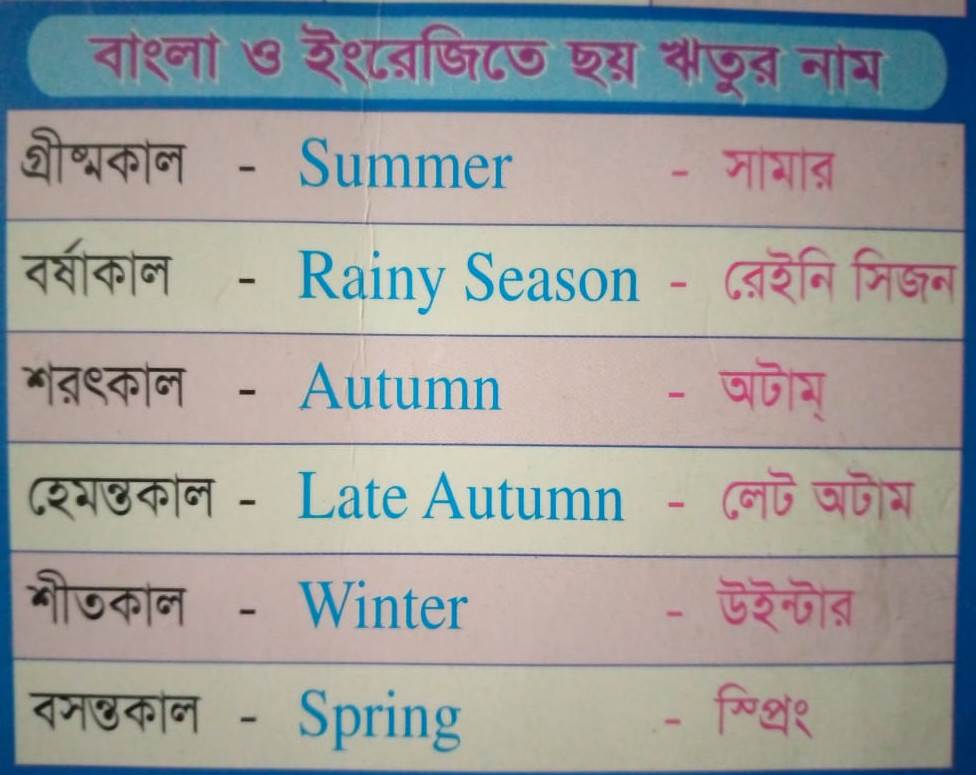 বাংলা ও ইংরেজিতে ছয় ঋতুর নাম
গ্রীষ্মকাল - Summer - সামার
বর্ষাকাল - Rainy Season - রেইনি সিজন
শরৎকাল - Autumn - অটাম্
হেমন্তকাল - Late Autumn - লেট অটাম
শীতকাল - Winter - উইন্টার
বসন্তকাল - Spring - স্প্রিং